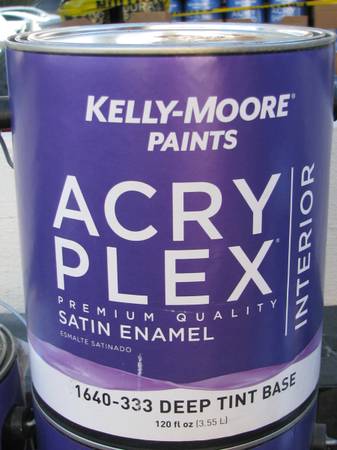 KELLY-MOORE®
PAINTS
ACRY
PLEX®
PREMIUM QUALITY
SATIN ENAMEL
ESMALTE SATINADO
INTERIOR
1640-333 DEEP TINT BASE
120 fl oz (3.55 L)